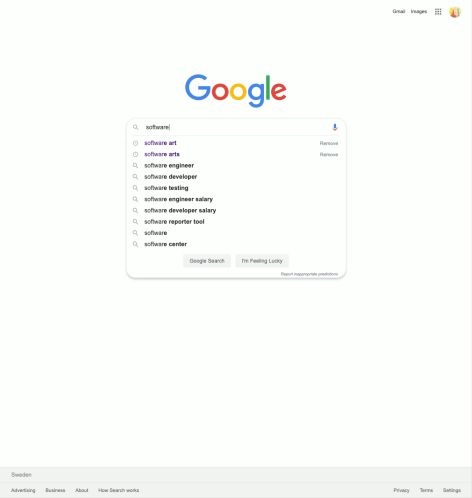 Gmail Images
Google
software
software art Remove
software arts Remove
software engineer
software developer
software testing
software engineer salary
software developer salary
software reporter tool
software
software center
Google Search I'm Feeling Lucky
Report inappropriate predictions
Sweden
Advertising Business About How Search works Privacy Terms Settings